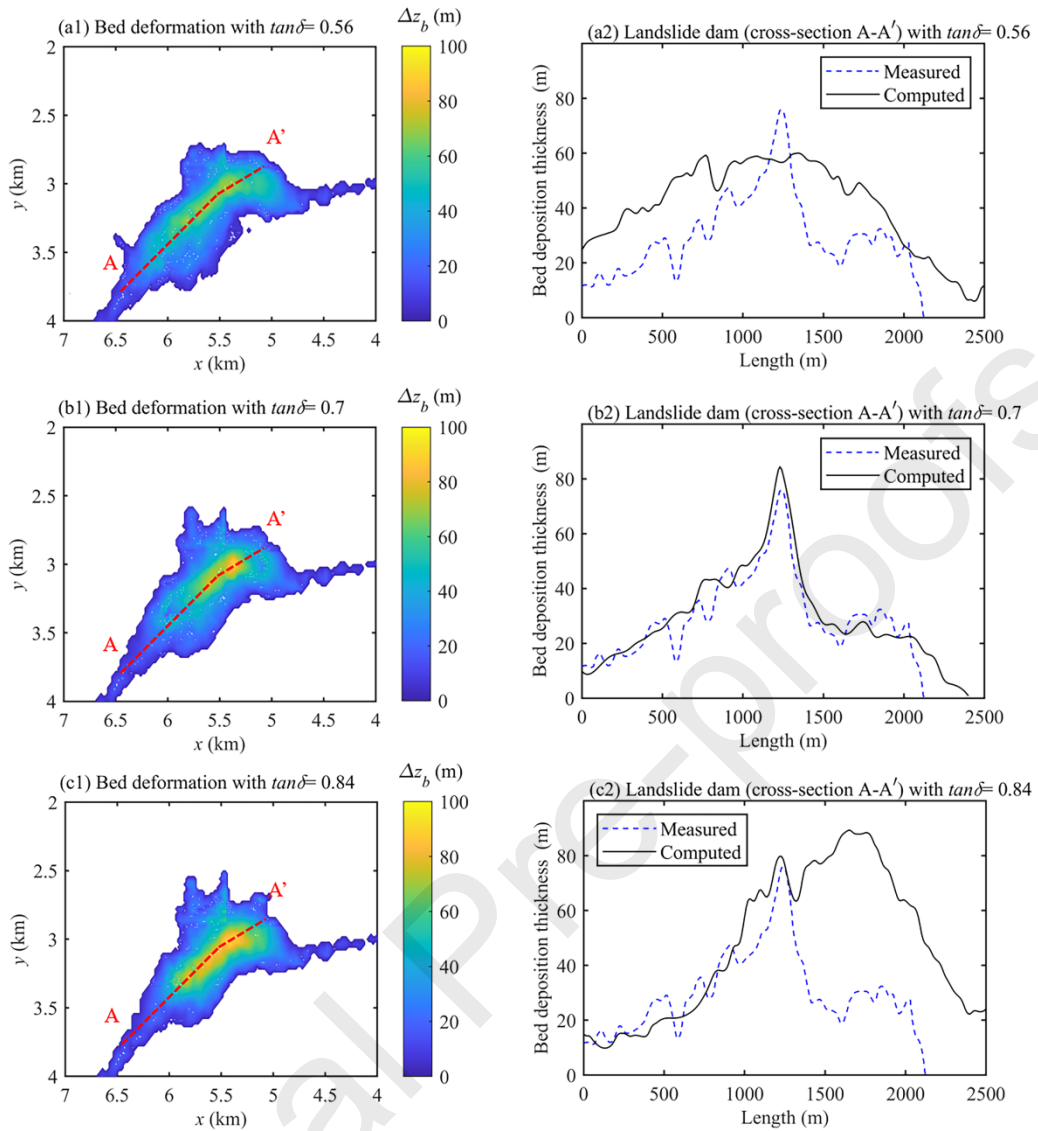 (a1) Bed deformation with tanδ= 0.56
Δz_b (m)
2
2.5
3
3.5
4
y (km)
7
6.5
6
5.5
5
4.5
4
x (km)
A
A'
100
80
60
40
20
0
(a2) Landslide dam (cross-section A-A′) with tanδ= 0.56
Measured
Computed
Bed deposition thickness (m)
80
60
40
20
0
0
500
1000
1500
2000
2500
Length (m)
(b1) Bed deformation with tanδ= 0.7
Δz_b (m)
2
2.5
3
3.5
4
y (km)
7
6.5
6
5.5
5
4.5
4
x (km)
A
A'
100
80
60
40
20
0
(b2) Landslide dam (cross-section A-A′) with tanδ= 0.7
Measured
Computed
Bed deposition thickness (m)
80
60
40
20
0
0
500
1000
1500
2000
2500
Length (m)
(c1) Bed deformation with tanδ= 0.84
Δz_b (m)
2
2.5
3
3.5
4
y (km)
7
6.5
6
5.5
5
4.5
4
x (km)
A
A'
100
80
60
40
20
0
(c2) Landslide dam (cross-section A-A′) with tanδ= 0.84
Measured
Computed
Bed deposition thickness (m)
80
60
40
20
0
0
500
1000
1500
2000
2500
Length (m)
al Pre-proofs